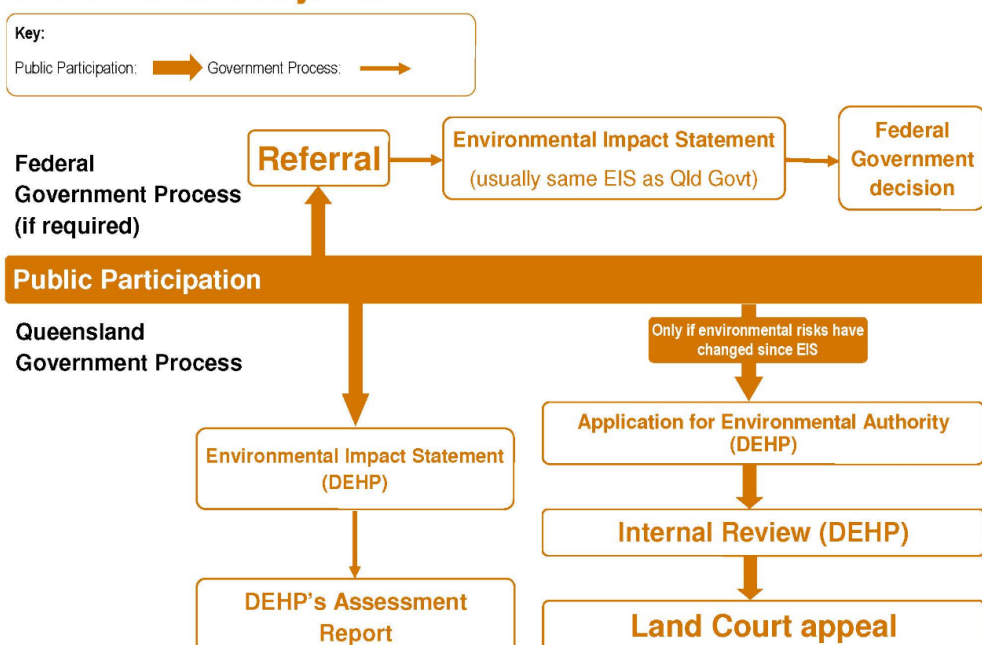 Key:
Public Participation:
Government Process:
Federal
Government Process
(if required)
Referral
Environmental Impact Statement
(usually same EIS as Qld Govt)
Federal
Government
decision
Public Participation
Queensland
Government Process
Only if environmental risks have
changed since EIS
Environmental Impact Statement
(DEHP)
Application for Environmental Authority
(DEHP)
Internal Review (DEHP)
DEHP's Assessment
Report
Land Court appeal